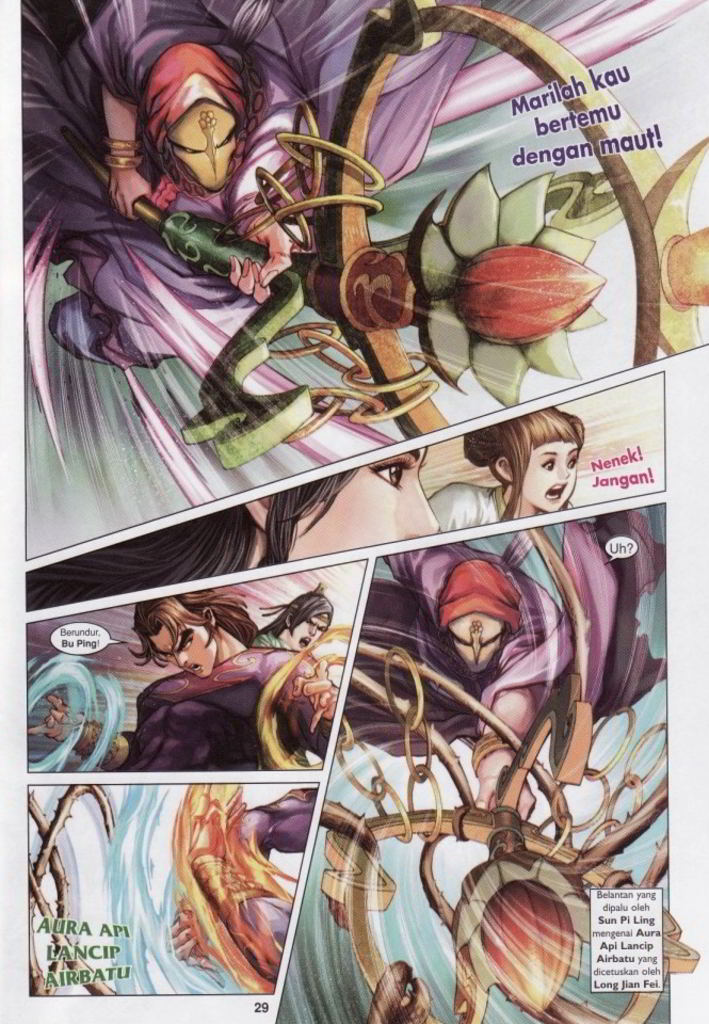 Marilah kau
bertemu
dengan maut!
Nenek!
Jangan!
Uh?
Berundur,
Bu Ping!
AURA API
LANCIP
AIRBATU
Belantan yang
dipalu oleh
Sun Pi Ling
mengenai Aura
Api Lancip
Airbatu yang
dicetuskan oleh
Long Jian Fei.
29